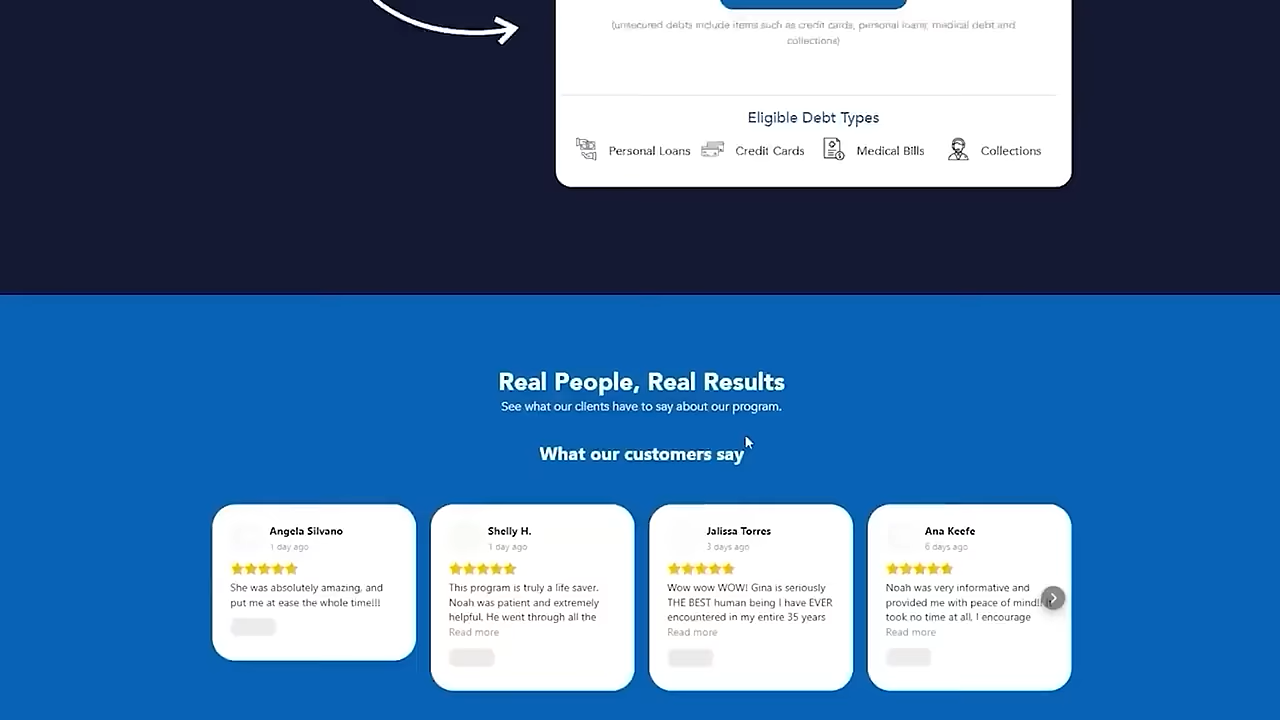 (unsecured debts include items such as credit cards, personal loans, medical debt and
collections)
Eligible Debt Types
Personal Loans
Credit Cards
Medical Bills
Collections
Real People, Real Results
See what our clients have to say about our program.
What our customers say
Angela Silvano
1 day ago
She was absolutely amazing, and
put me at ease the whole time!!!
Shelly H.
1 day ago
This program is truly a life saver.
Noah was patient and extremely
helpful. He went through all the
Read more
Jalissa Torres
3 days ago
Wow wow WOW! Gina is seriously
THE BEST human being I have EVER
encountered in my entire 35 years
Read more
Ana Keefe
6 days ago
Noah was very informative and
provided me with peace of mind!
took no time at all. I encourage
Read more